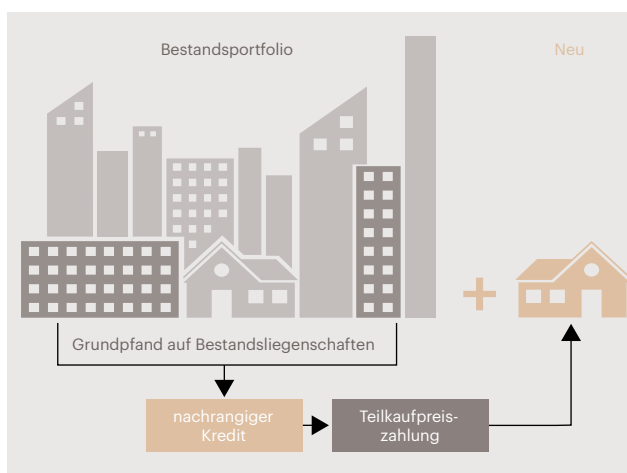 Bestandsportfolio
Neu
Grundpfand auf Bestandsliegenschaften
nachrangiger
Kredit
Teilkaufpreis-
zahlung